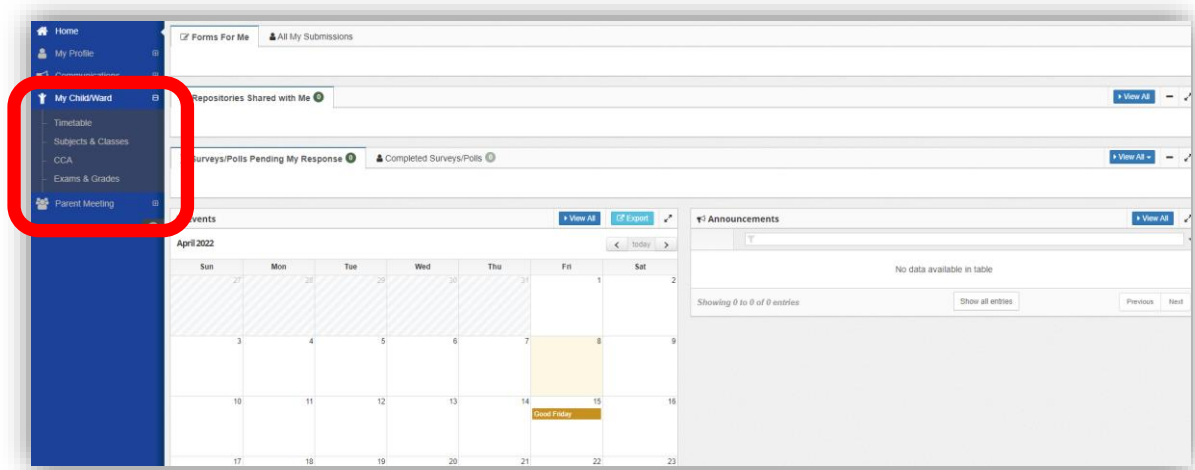 Home
My Profile
Communications
My Child/Ward
Timetable
Subjects & Classes
CCA
Exams & Grades
Parent Meeting
Forms For Me
All My Submissions
Repositories Shared with Me 0
View All
Surveys/Polls Pending My Response 0
Completed Surveys/Polls 0
View All
vents
View All
Export
April 2022
today
Sun Mon Tue Wed Thu Fri Sat
27 28 29 30 31 1 2
3 4 5 6 7 8 9
10 11 12 13 14 15 16
Good Friday
17 18 19 20 21 22 23
Announcements
View All
No data available in table
Showing 0 to 0 of 0 entries
Show all entries
Previous Next